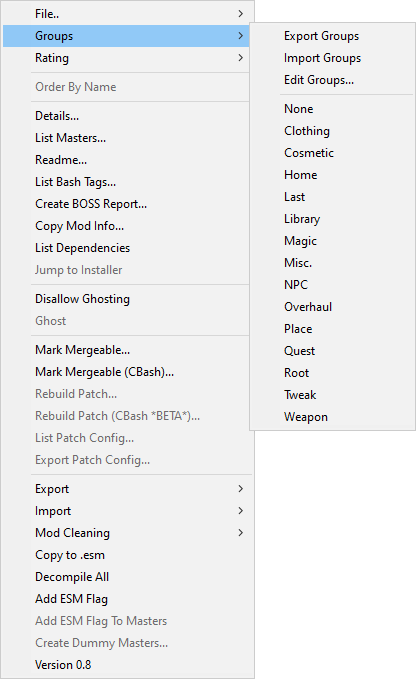 File..
Groups
Rating
Order By Name
Details...
List Masters...
Readme...
List Bash Tags...
Create BOSS Report...
Copy Mod Info...
List Dependencies
Jump to Installer
Disallow Ghosting
Ghost
Mark Mergeable...
Mark Mergeable (CBash)...
Rebuild Patch...
Rebuild Patch (CBash *BETA*)...
List Patch Config...
Export Patch Config...
Export
Import
Mod Cleaning
Copy to .esm
Decompile All
Add ESM Flag
Add ESM Flag To Masters
Create Dummy Masters...
Version 0.8
Export Groups
Import Groups
Edit Groups...
None
Clothing
Cosmetic
Home
Last
Library
Magic
Misc.
NPC
Overhaul
Place
Quest
Root
Tweak
Weapon